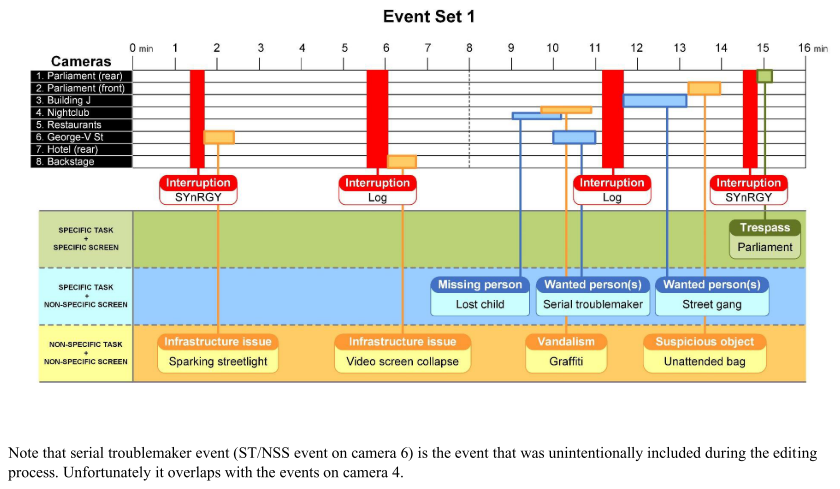 Event Set 1
0 min 1 2 3 4 5 6 7 8 9 10 11 12 13 14 15 16 min
Cameras
1. Parliament (rear)
2. Parliament (front)
3. Building J
4. Nightclub
5. Restaurants
6. George-V St
7. Hotel (rear)
8. Backstage
Interruption Interruption Interruption Interruption
SYnRGY Log Log SYnRGY
SPECIFIC TASK
+
SPECIFIC SCREEN
Trespass
Parliament
SPECIFIC TASK
+
NON-SPECIFIC SCREEN
Missing person Wanted person(s) Wanted person(s)
Lost child Serial troublemaker Street gang
NON-SPECIFIC TASK
+
NON-SPECIFIC SCREEN
Infrastructure issue Infrastructure issue Vandalism Suspicious object
Sparking streetlight Video screen collapse Graffiti Unattended bag
Note that serial troublemaker event (ST/NSS event on camera 6) is the event that was unintentionally included during the editing
process. Unfortunately it overlaps with the events on camera 4.